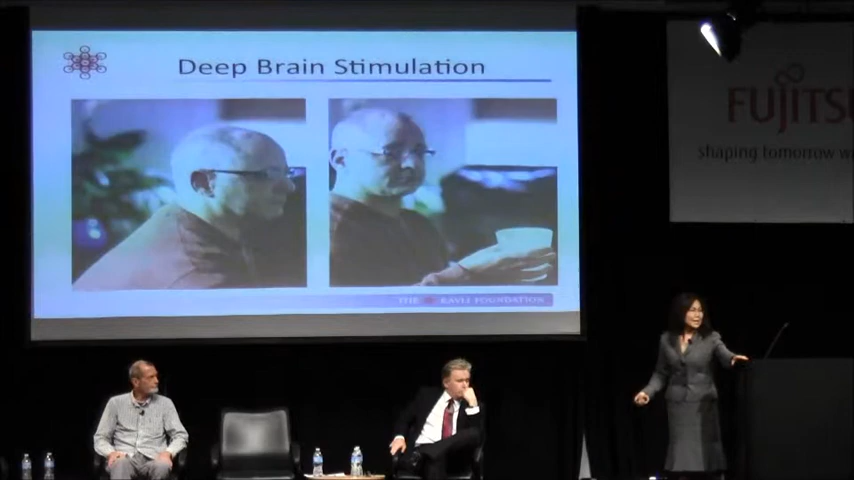 Deep Brain Stimulation
THE KAVLI FOUNDATION
FUJITSU
shaping tomorrow w